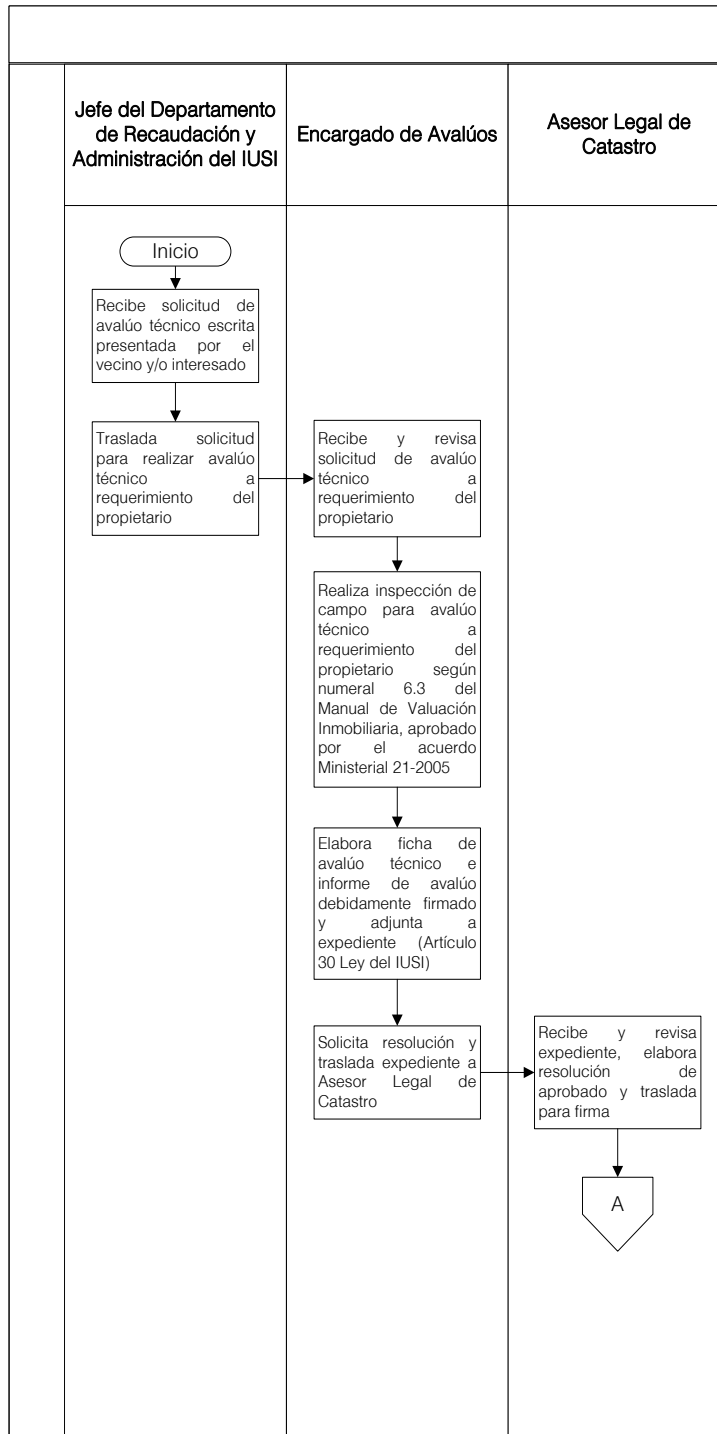 Jefe del Departamento
de Recaudación y
Administración del IUSI
Encargado de Avalúos
Asesor Legal de
Catastro
Inicio
Recibe solicitud de
avalúo técnico escrita
presentada por el
vecino y/o interesado
Traslada solicitud
para realizar avalúo
técnico a
requerimiento del
propietario
Recibe y revisa
solicitud de avalúo
técnico a
requerimiento del
propietario
Realiza inspección de
campo para avalúo
técnico a
requerimiento del
propietario según
numeral 6.3 del
Manual de Valuación
Inmobiliaria, aprobado
por el acuerdo
Ministerial 21-2005
Elabora ficha de
avalúo técnico e
informe de avalúo
debidamente firmado
y adjunta a
expediente (Artículo
30 Ley del IUSI)
Solicita resolución y
traslada expediente a
Asesor Legal de
Catastro
Recibe y revisa
expediente, elabora
resolución de
aprobado y traslada
para firma
A